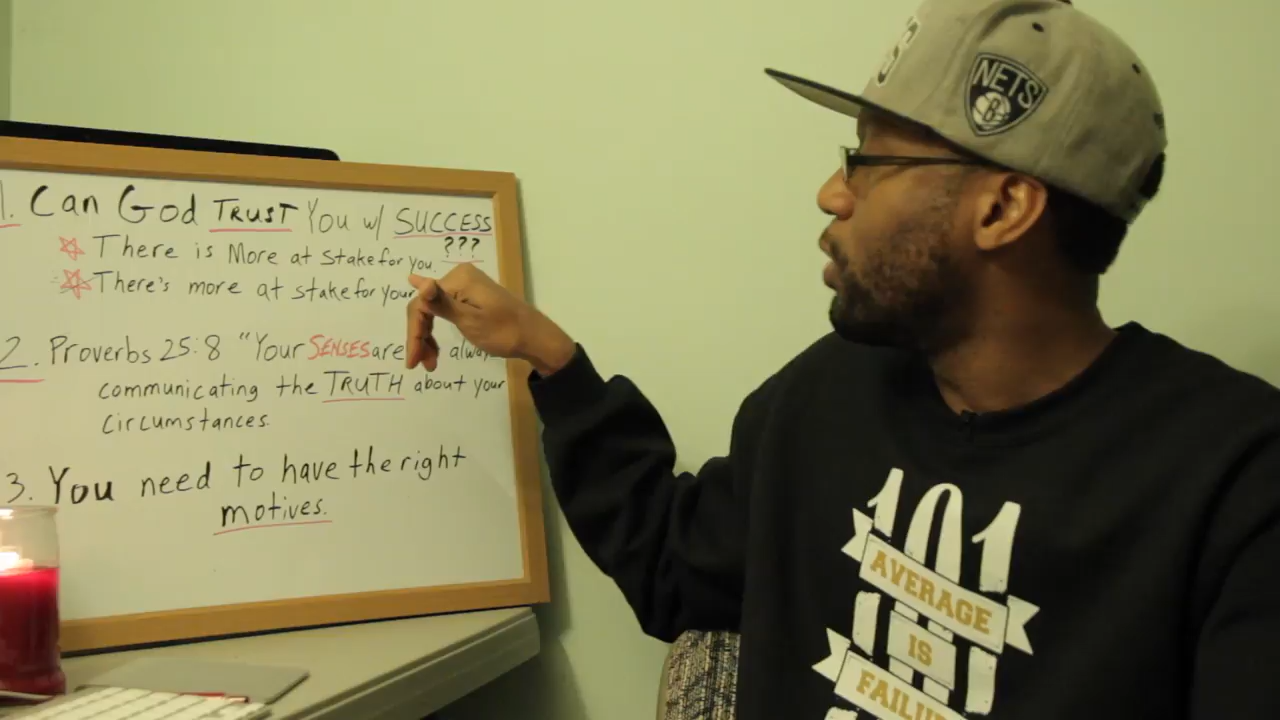 1. Can God TRUST You w/ SUCCESS
???
There is More at stake for you.
There's more at stake for your
2. Proverbs 25:8 "Your SENSES are
communicating the TRUTH about your
circumstances.
3. You need to have the right
motives.
NETS
B
101
AVERAGE
IS